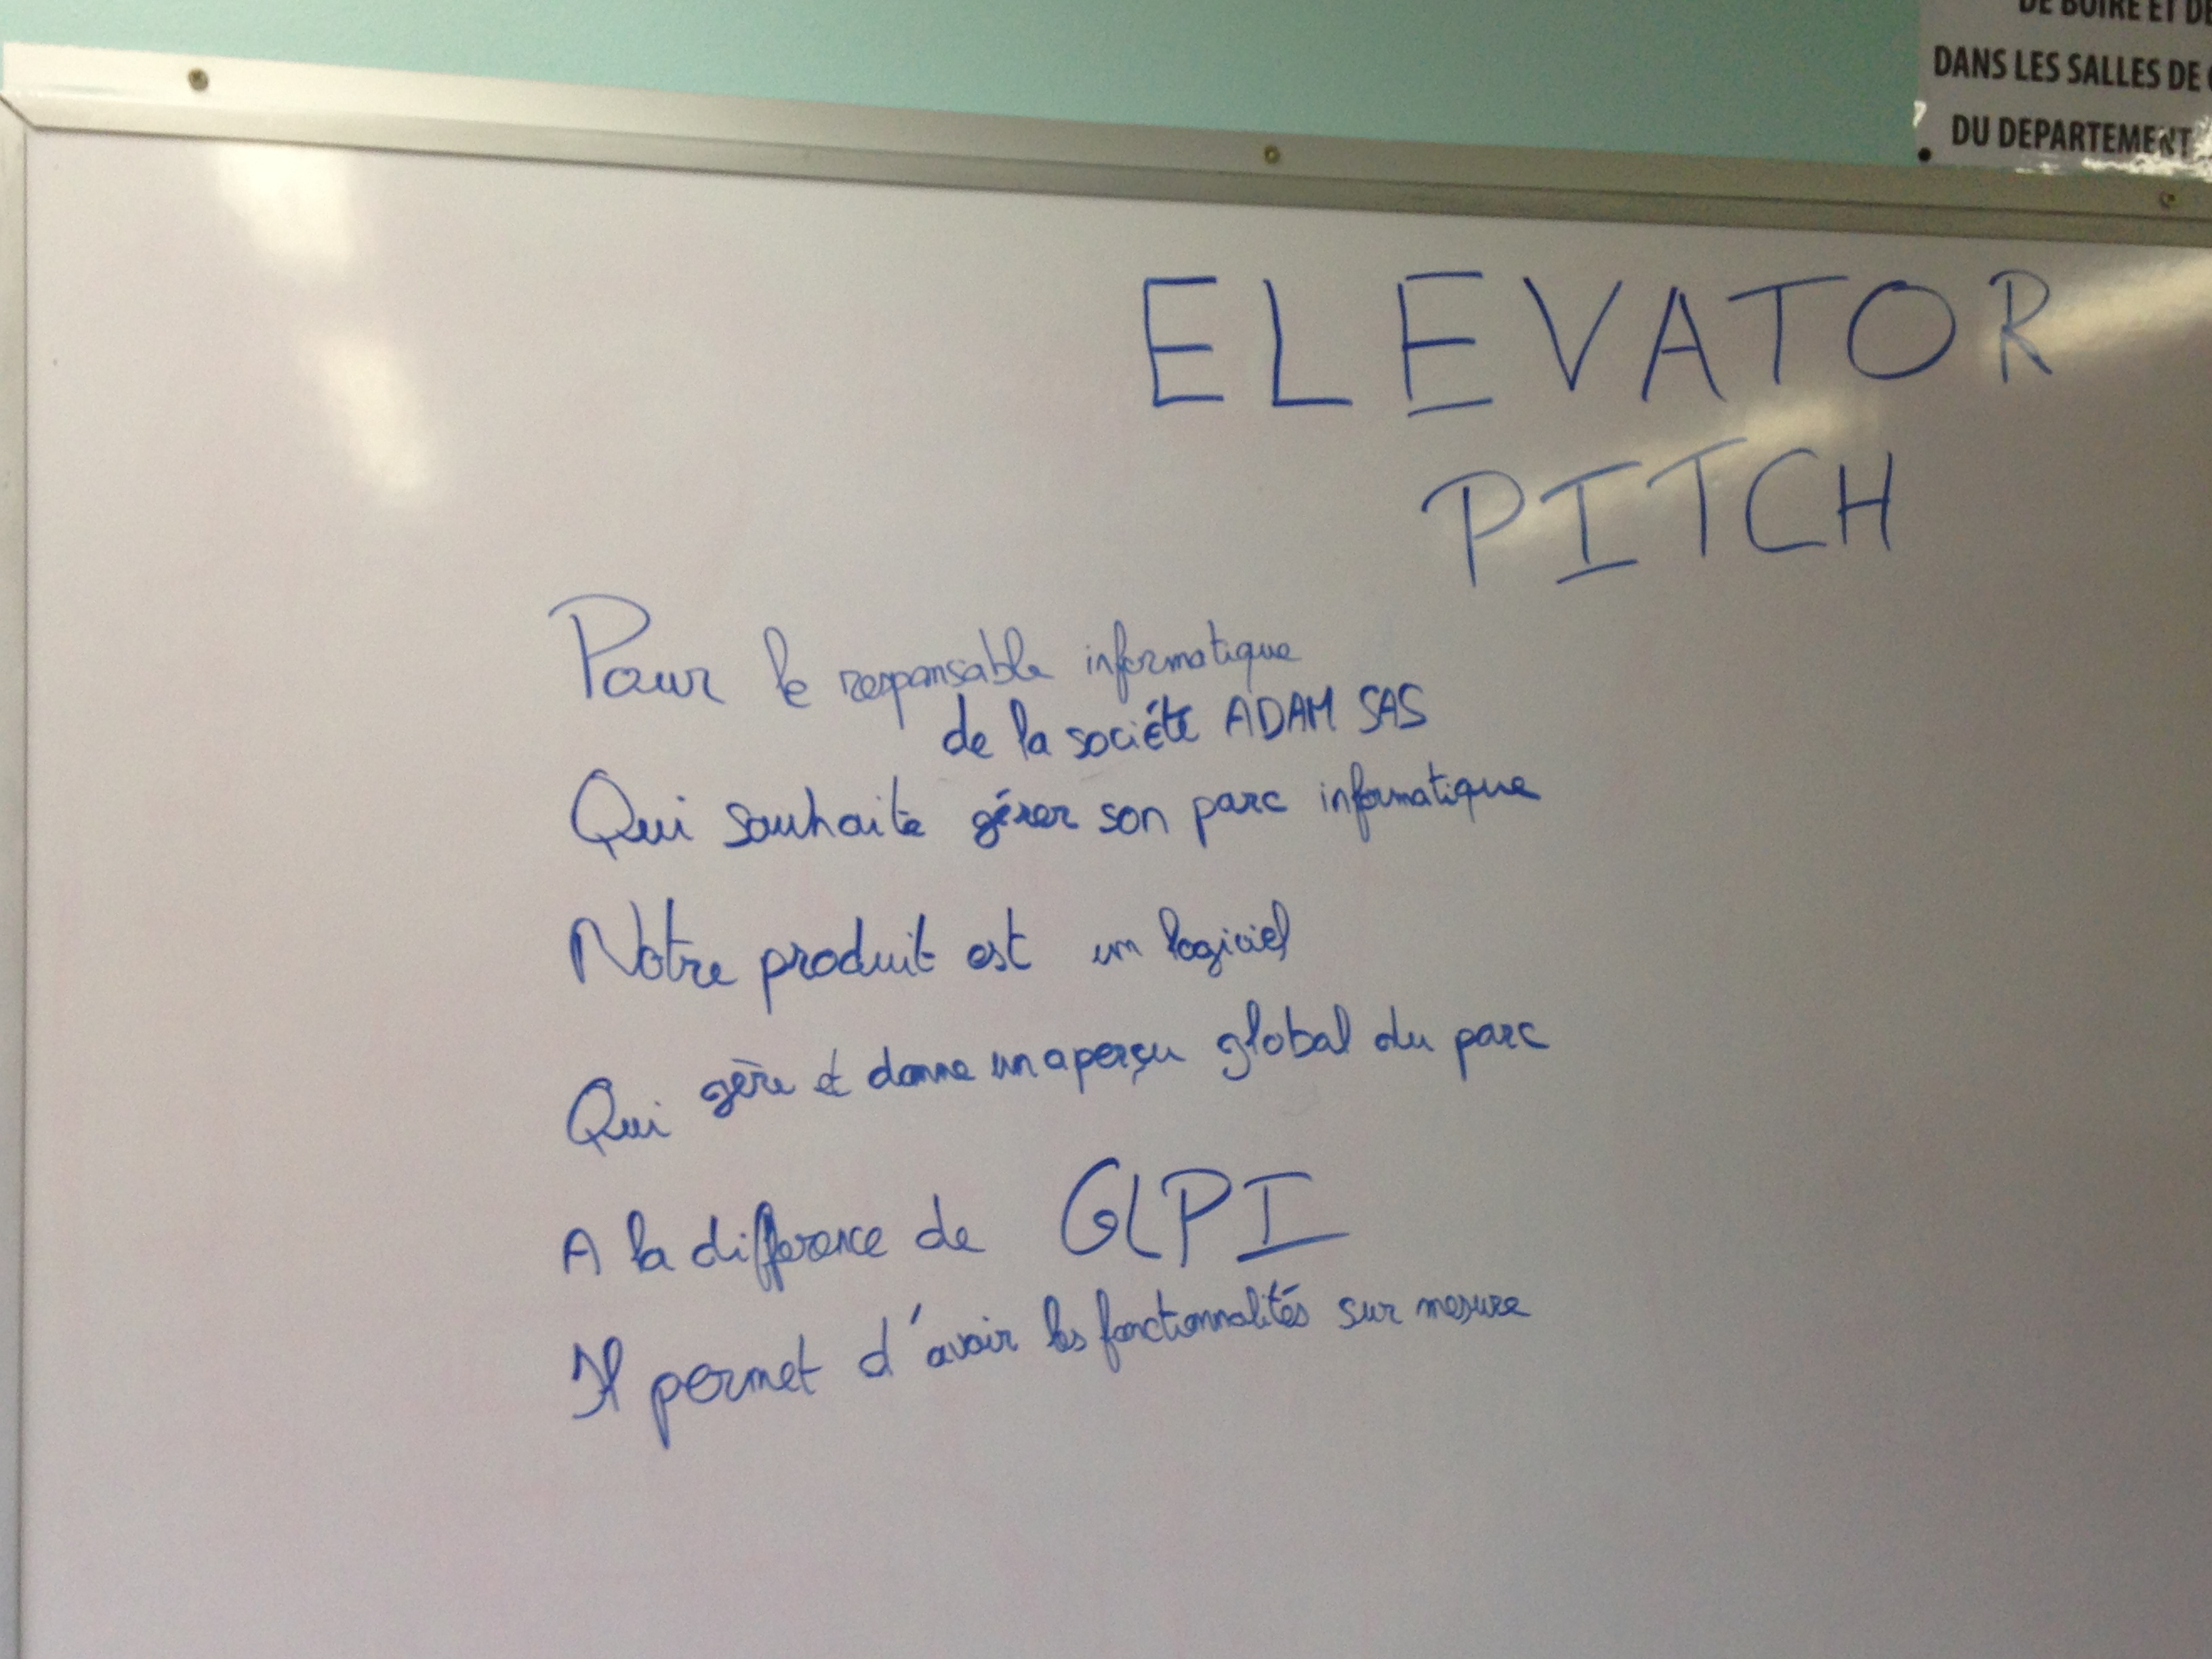 DE BOIRE ET DE
DANS LES SALLES DE
DU DEPARTEMENT
ELEVATOR
PITCH
Pour le responsable informatique
de la société ADAM SAS
Qui souhaite gérer son parc informatique
Notre produit est un logiciel
Qui gère et donne un aperçu global du parc
A la difference de GLPI
Il permet d'avoir les fonctionnalités sur mesure